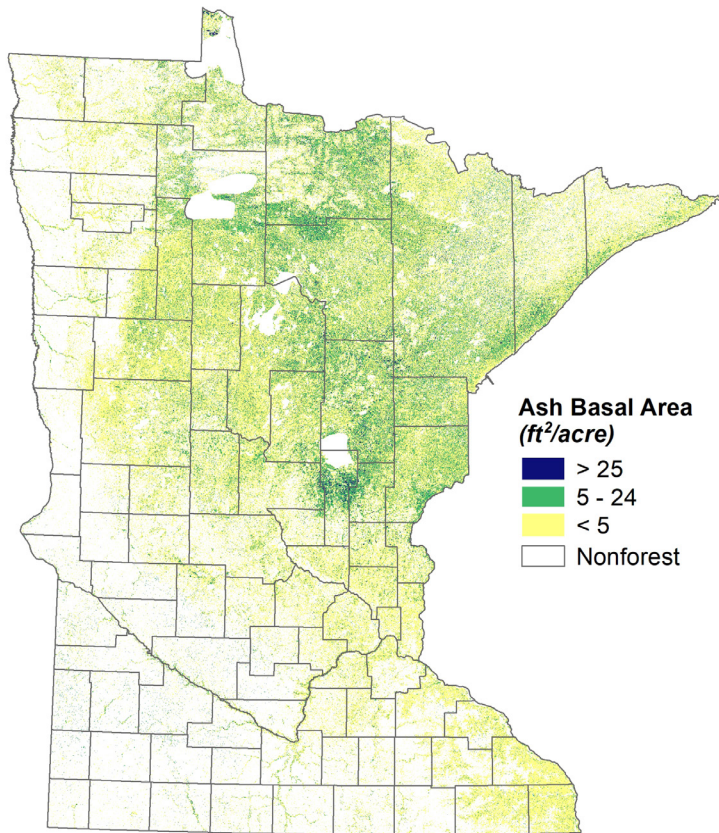 Ash Basal Area
(ft²/acre)
> 25
5 - 24
< 5
Nonforest